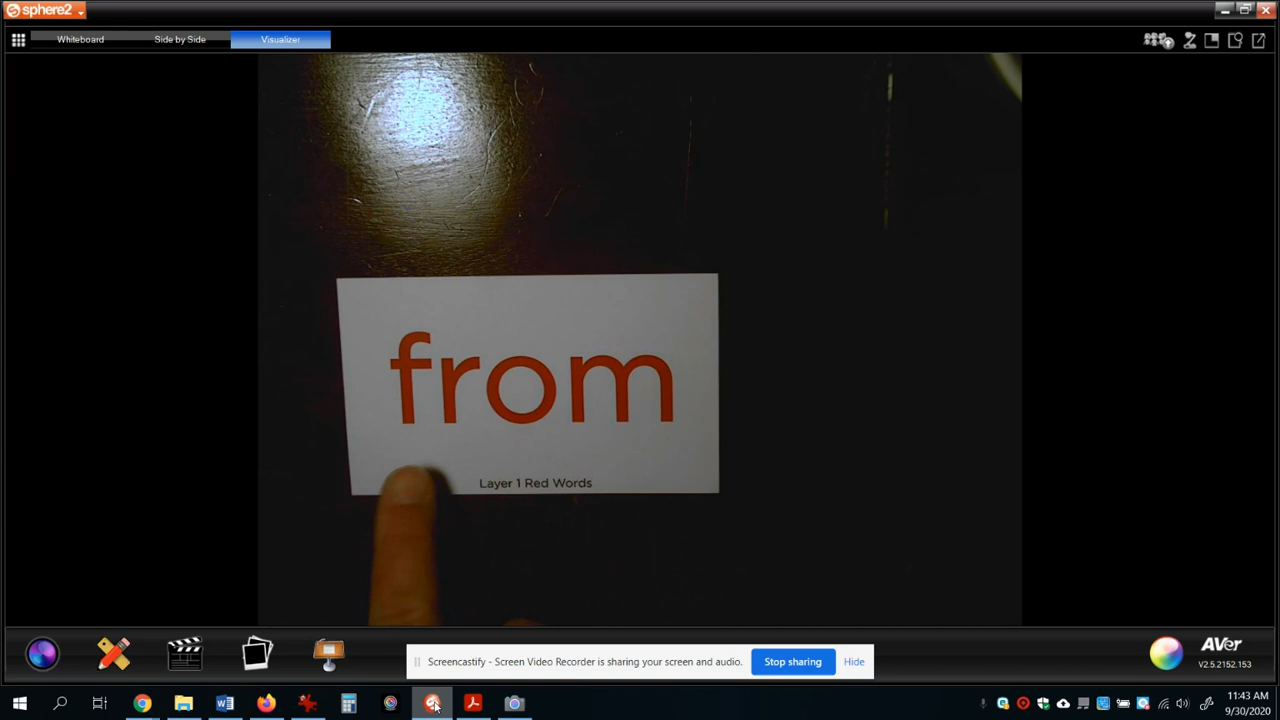 sphere2
Whiteboard
Side by Side
Visualizer
from
Layer 1 Red Words
Screencastify - Screen Video Recorder is sharing your screen and audio.
Stop sharing
Hide
AVer
V2.5.2152.153
11:43 AM
9/30/2020